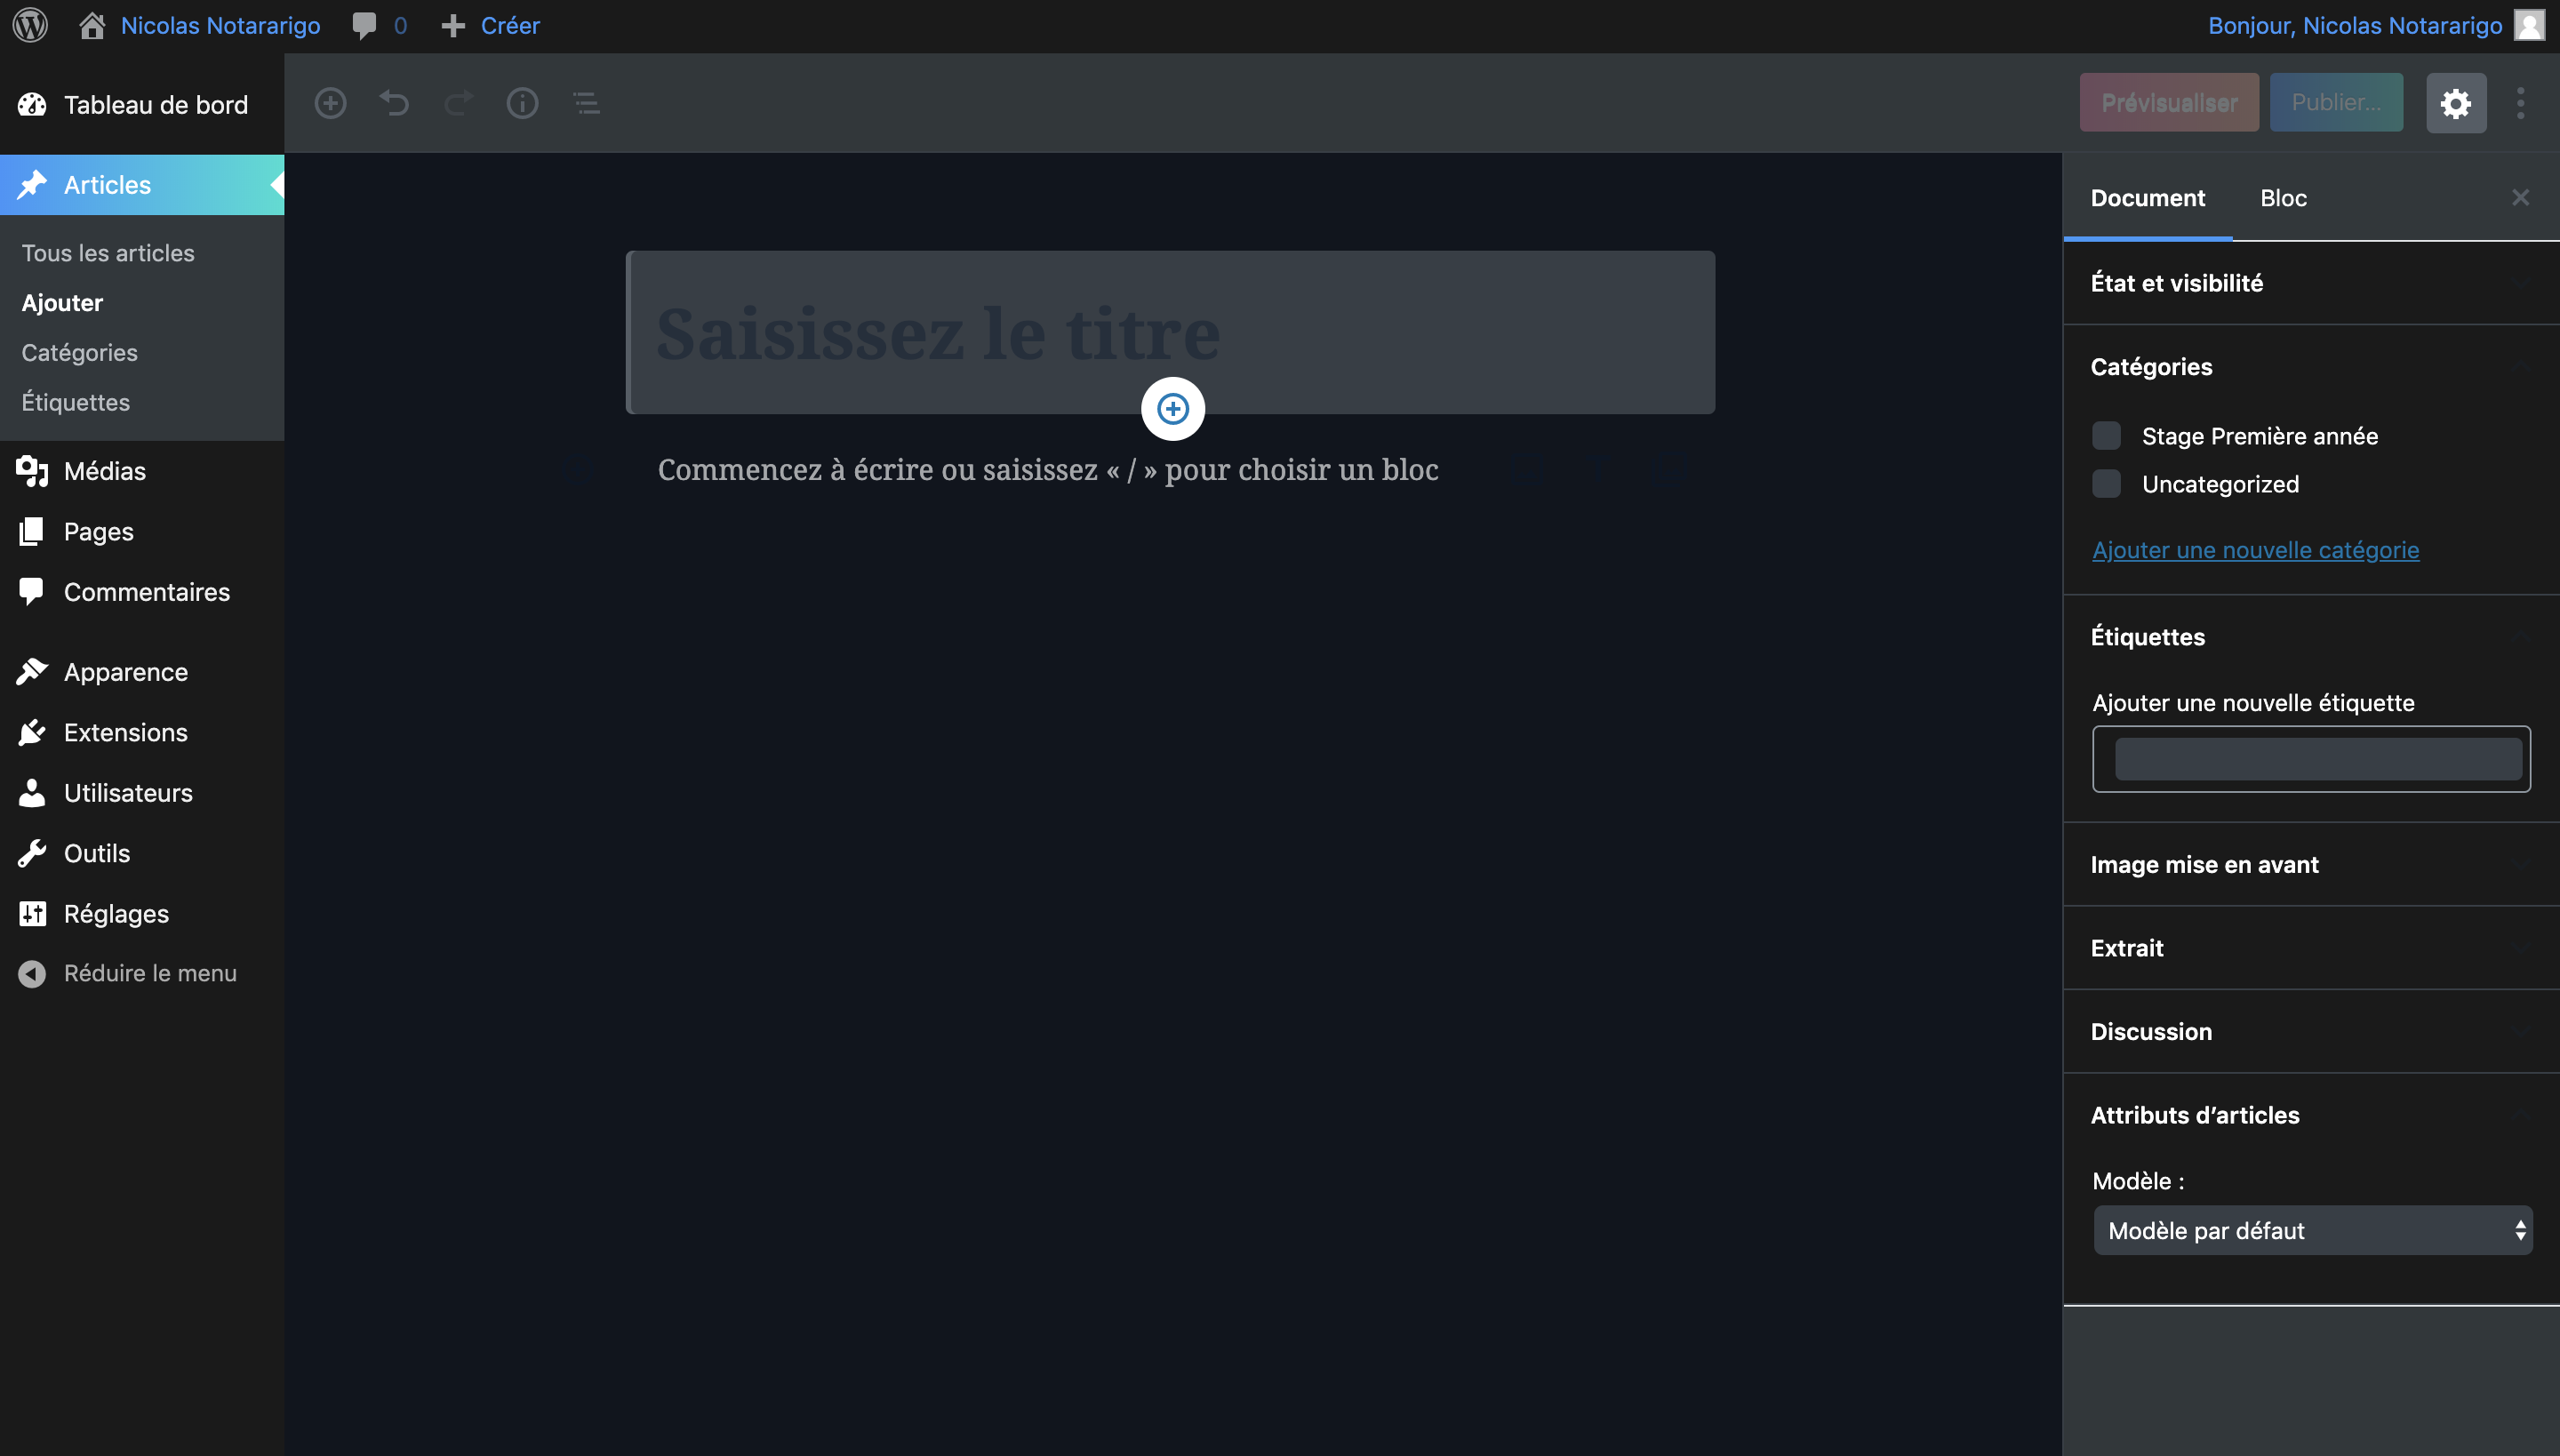 Nicolas Notararigo
0
Créer
Bonjour, Nicolas Notararigo
Tableau de bord
Articles
Tous les articles
Ajouter
Catégories
Étiquettes
Médias
Pages
Commentaires
Apparence
Extensions
Utilisateurs
Outils
Réglages
Réduire le menu
Prévisualiser
Publier…
Saisissez le titre
Commencez à écrire ou saisissez « / » pour choisir un bloc
Document
Bloc
État et visibilité
Catégories
Stage Première année
Uncategorized
Ajouter une nouvelle catégorie
Étiquettes
Ajouter une nouvelle étiquette
Image mise en avant
Extrait
Discussion
Attributs d’articles
Modèle :
Modèle par défaut